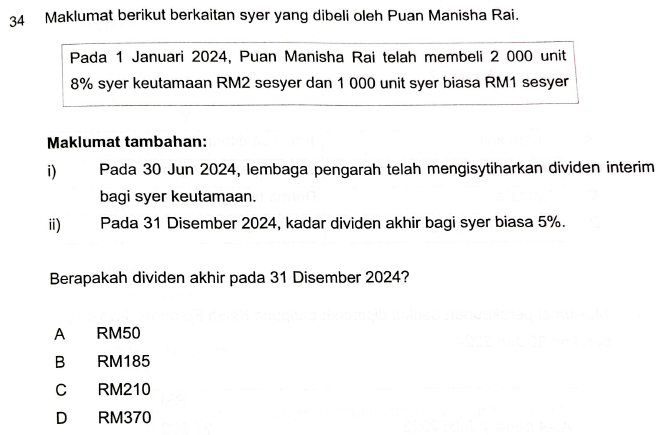 34 Maklumat berikut berkaitan syer yang dibeli oleh Puan Manisha Rai.
Pada 1 Januari 2024, Puan Manisha Rai telah membeli 2 000 unit
8% syer keutamaan RM2 sesyer dan 1 000 unit syer biasa RM1 sesyer
Maklumat tambahan:
i) Pada 30 Jun 2024, lembaga pengarah telah mengisytiharkan dividen interim
bagi syer keutamaan.
ii) Pada 31 Disember 2024, kadar dividen akhir bagi syer biasa 5%.
Berapakah dividen akhir pada 31 Disember 2024?
A RM50
B RM185
C RM210
D RM370